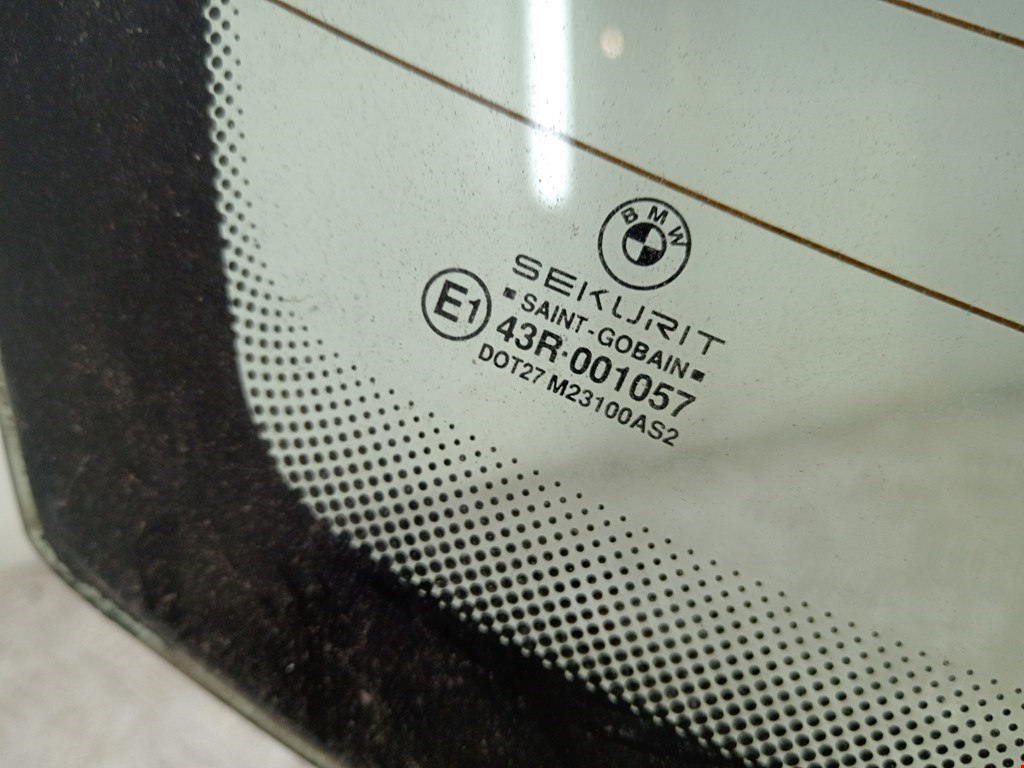 BMW
SEKURIT
SAINT-GOBAIN
E1
43R-001057
DOT27 M23100AS2